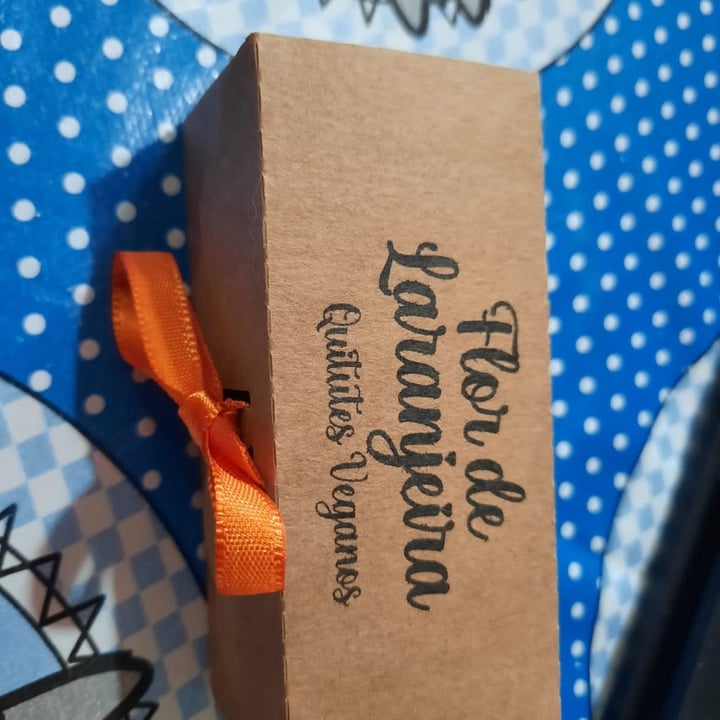 Flor de
Laranjeira
Quitutes Veganos